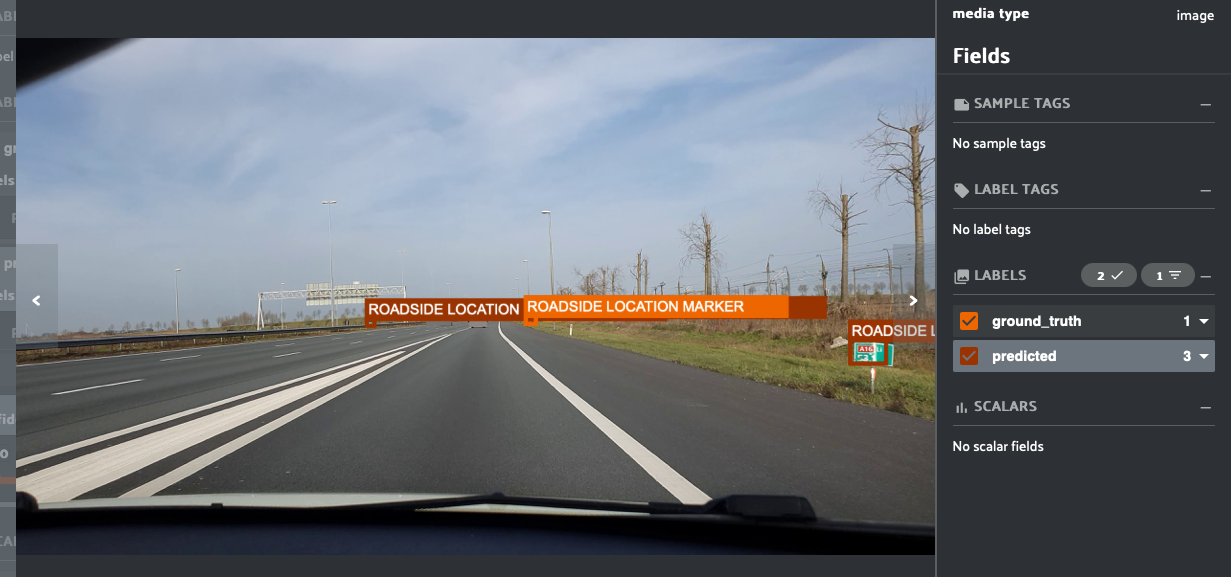 media type
image
Fields
SAMPLE TAGS
No sample tags
LABEL TAGS
No label tags
LABELS
2
1
ground_truth
1
predicted
3
SCALARS
No scalar fields
ROADSIDE LOCATION
ROADSIDE LOCATION MARKER
ROADSIDE L
A16